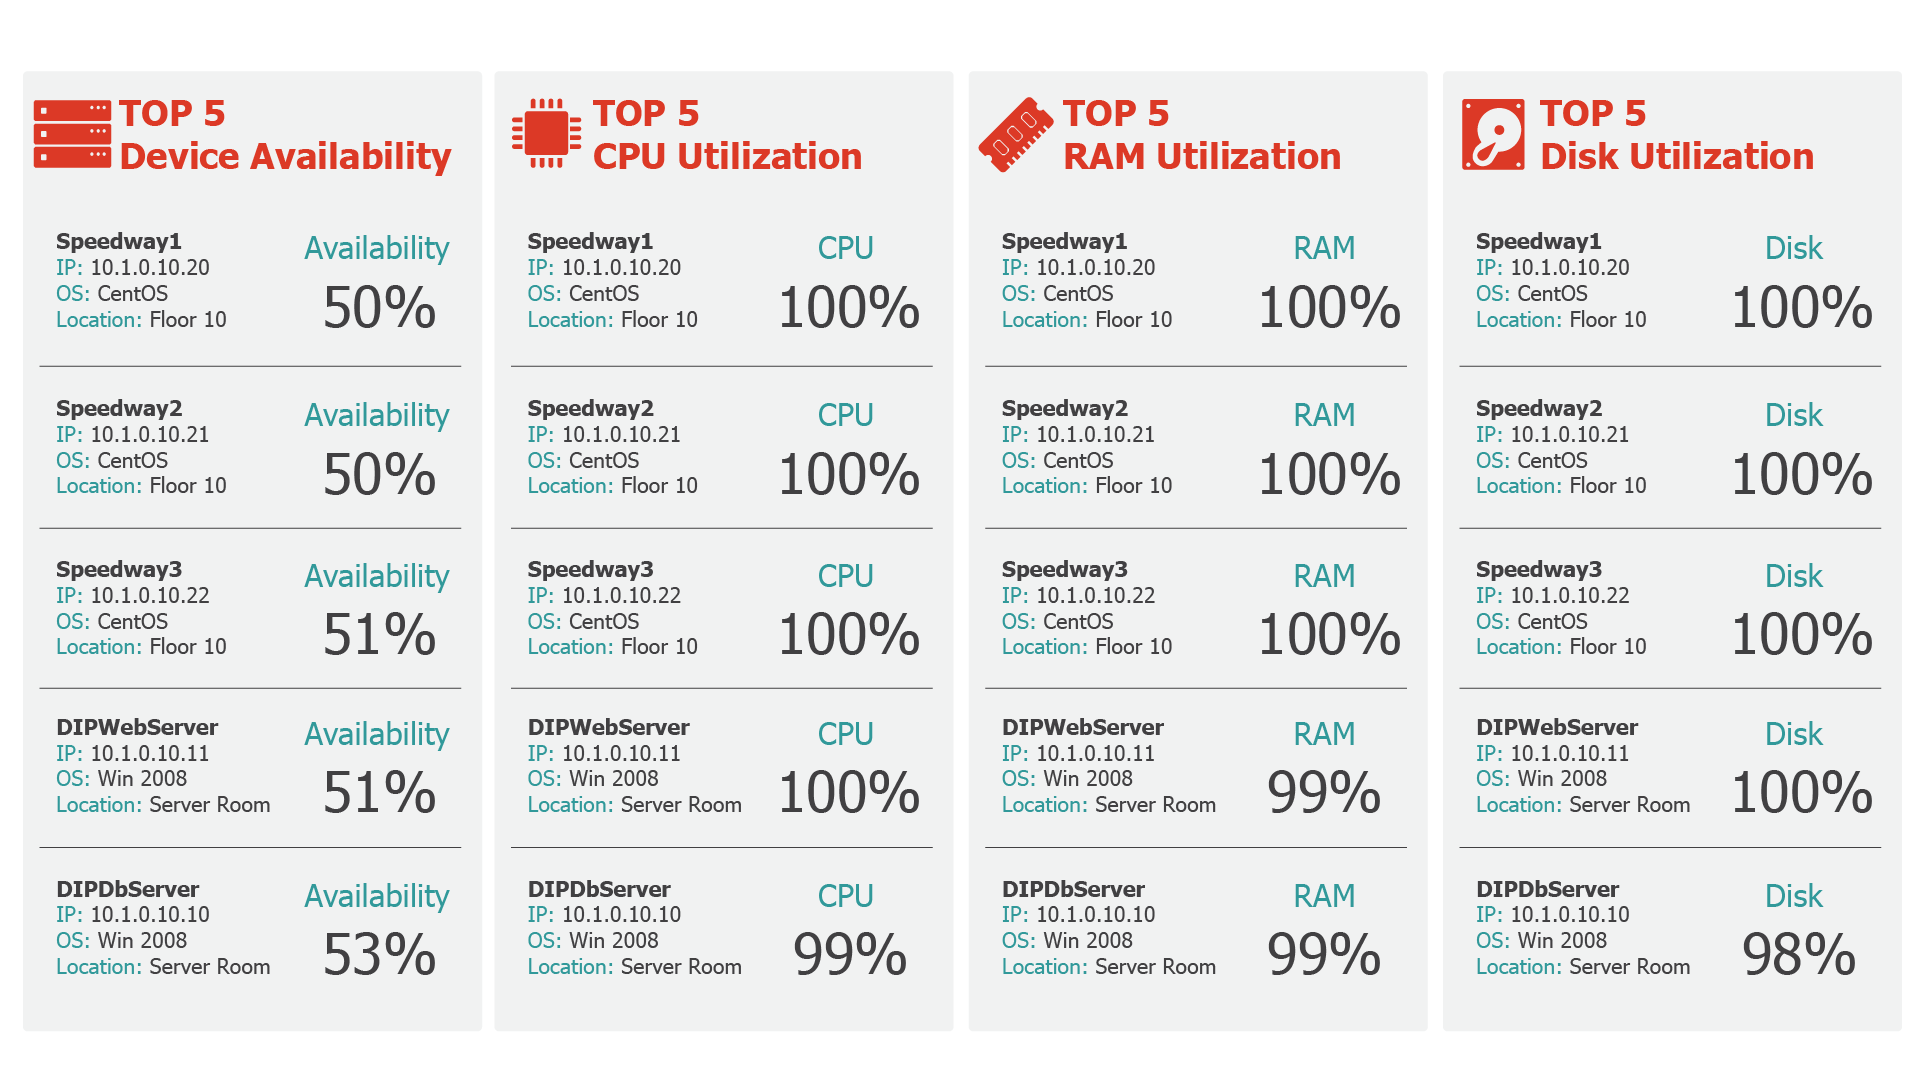 TOP 5
Device Availability
Speedway1
IP: 10.1.0.10.20
OS: CentOS
Location: Floor 10
Availability
50%
Speedway2
IP: 10.1.0.10.21
OS: CentOS
Location: Floor 10
Availability
50%
Speedway3
IP: 10.1.0.10.22
OS: CentOS
Location: Floor 10
Availability
51%
DIPWebServer
IP: 10.1.0.10.11
OS: Win 2008
Location: Server Room
Availability
51%
DIPDbServer
IP: 10.1.0.10.10
OS: Win 2008
Location: Server Room
Availability
53%
TOP 5
CPU Utilization
Speedway1
IP: 10.1.0.10.20
OS: CentOS
Location: Floor 10
CPU
100%
Speedway2
IP: 10.1.0.10.21
OS: CentOS
Location: Floor 10
CPU
100%
Speedway3
IP: 10.1.0.10.22
OS: CentOS
Location: Floor 10
CPU
100%
DIPWebServer
IP: 10.1.0.10.11
OS: Win 2008
Location: Server Room
CPU
100%
DIPDbServer
IP: 10.1.0.10.10
OS: Win 2008
Location: Server Room
CPU
99%
TOP 5
RAM Utilization
Speedway1
IP: 10.1.0.10.20
OS: CentOS
Location: Floor 10
RAM
100%
Speedway2
IP: 10.1.0.10.21
OS: CentOS
Location: Floor 10
RAM
100%
Speedway3
IP: 10.1.0.10.22
OS: CentOS
Location: Floor 10
RAM
100%
DIPWebServer
IP: 10.1.0.10.11
OS: Win 2008
Location: Server Room
RAM
99%
DIPDbServer
IP: 10.1.0.10.10
OS: Win 2008
Location: Server Room
RAM
99%
TOP 5
Disk Utilization
Speedway1
IP: 10.1.0.10.20
OS: CentOS
Location: Floor 10
Disk
100%
Speedway2
IP: 10.1.0.10.21
OS: CentOS
Location: Floor 10
Disk
100%
Speedway3
IP: 10.1.0.10.22
OS: CentOS
Location: Floor 10
Disk
100%
DIPWebServer
IP: 10.1.0.10.11
OS: Win 2008
Location: Server Room
Disk
100%
DIPDbServer
IP: 10.1.0.10.10
OS: Win 2008
Location: Server Room
Disk
98%